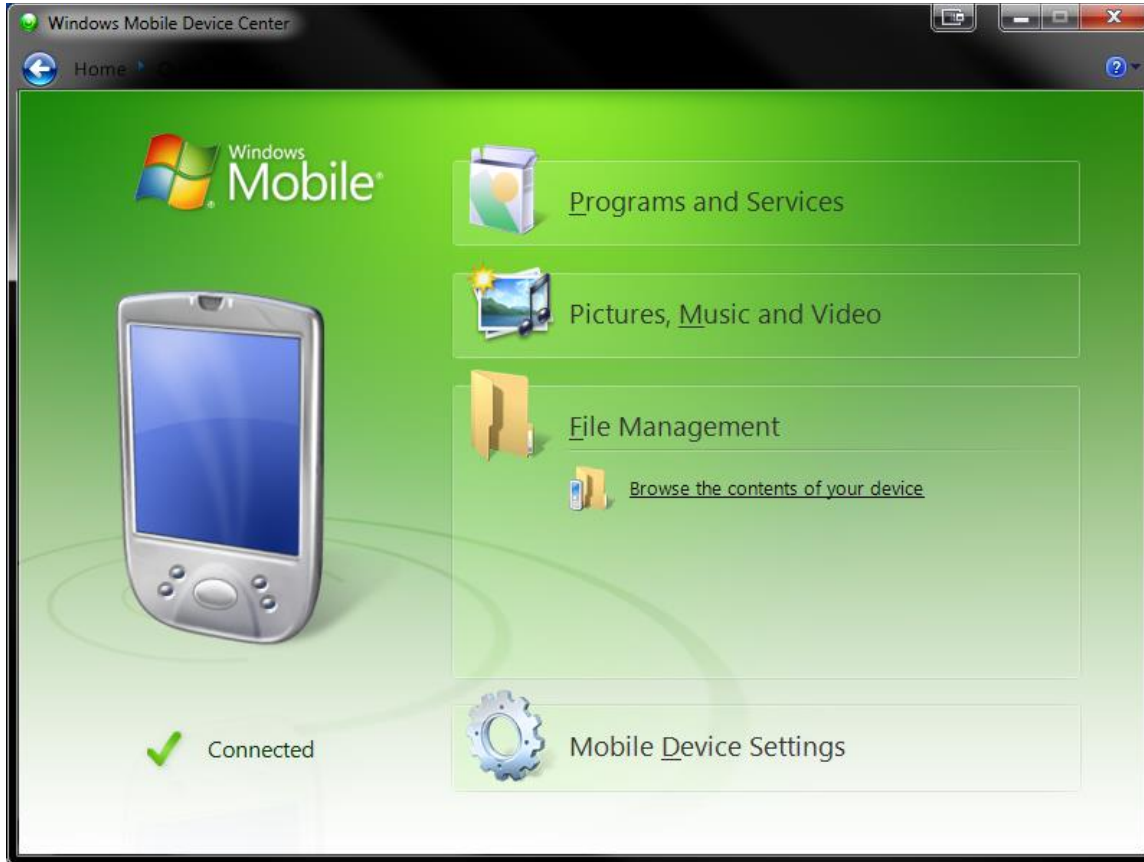 Windows Mobile Device Center
Home
Windows
Mobile
Programs and Services
Pictures, Music and Video
File Management
Browse the contents of your device
Connected
Mobile Device Settings